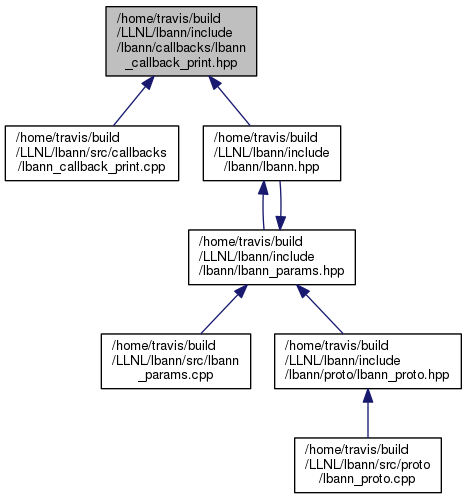 /home/travis/build
/LLNL/lbann/include
/lbann/callbacks/lbann
_callback_print.hpp
/home/travis/build
/LLNL/lbann/src/callbacks
/lbann_callback_print.cpp
/home/travis/build
/LLNL/lbann/include
/lbann/lbann.hpp
/home/travis/build
/LLNL/lbann/include
/lbann/lbann_params.hpp
/home/travis/build
/LLNL/lbann/src/lbann
_params.cpp
/home/travis/build
/LLNL/lbann/include
/lbann/proto/lbann_proto.hpp
/home/travis/build
/LLNL/lbann/src/proto
/lbann_proto.cpp